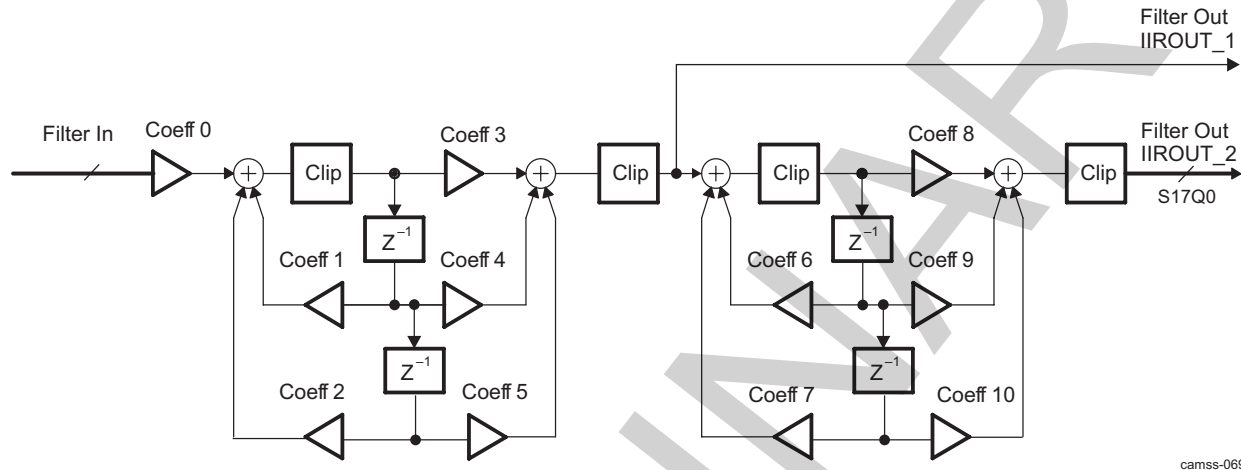 Filter Out
IIROUT_1
Filter In
Coeff 0
Coeff 3
Coeff 8
Filter Out
IIROUT_2
+
Clip
+
Clip
+
Clip
+
Clip
S17Q0
Z⁻¹
Z⁻¹
Coeff 1
Coeff 4
Coeff 6
Coeff 9
Z⁻¹
Z⁻¹
Coeff 2
Coeff 5
Coeff 7
Coeff 10
camss-069